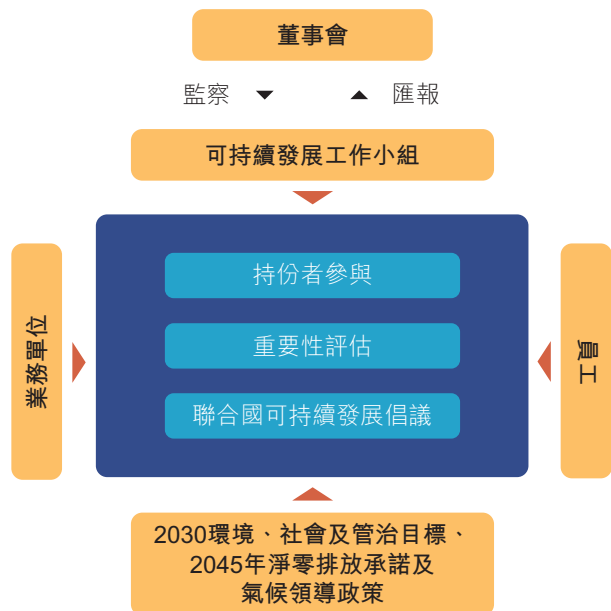 董事會
監察 ▼ ▲ 匯報
可持續發展工作小組
業務單位
持份者參與
重要性評估
聯合國可持續發展倡議
員工
2030環境、社會及管治目標、
2045年淨零排放承諾及
氣候領導政策